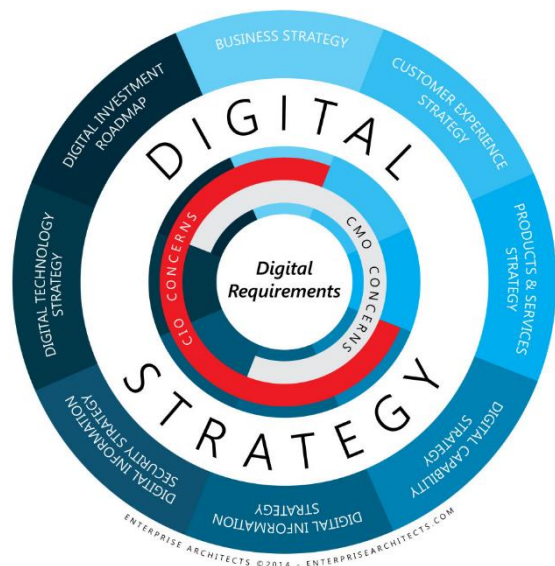 BUSINESS STRATEGY
CUSTOMER EXPERIENCE
STRATEGY
PRODUCTS & SERVICES
STRATEGY
DIGITAL CAPABILITY
STRATEGY
DIGITAL INFORMATION
STRATEGY
DIGITAL INFORMATION
SECURITY STRATEGY
DIGITAL TECHNOLOGY
STRATEGY
DIGITAL INVESTMENT
ROADMAP
DIGITAL
STRATEGY
CIO CONCERNS
CMO CONCERNS
Digital
Requirements
ENTERPRISE ARCHITECTS ©2014 - ENTERPRISEARCHITECTS.COM